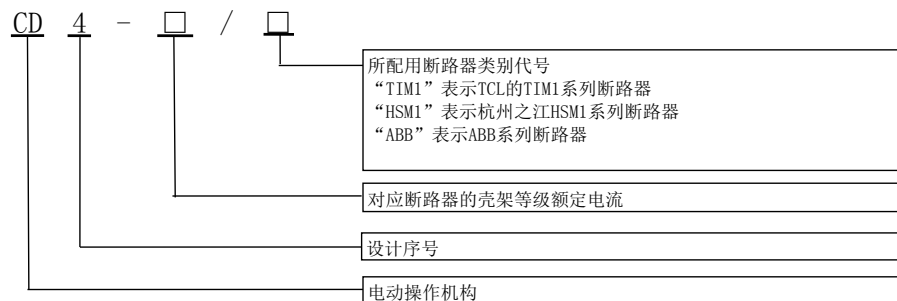 CD 4 - □ / □
所配用断路器类别代号
“TIM1”表示TCL的TIM1系列断路器
“HSM1”表示杭州之江HSM1系列断路器
“ABB”表示ABB系列断路器
对应断路器的壳架等级额定电流
设计序号
电动操作机构